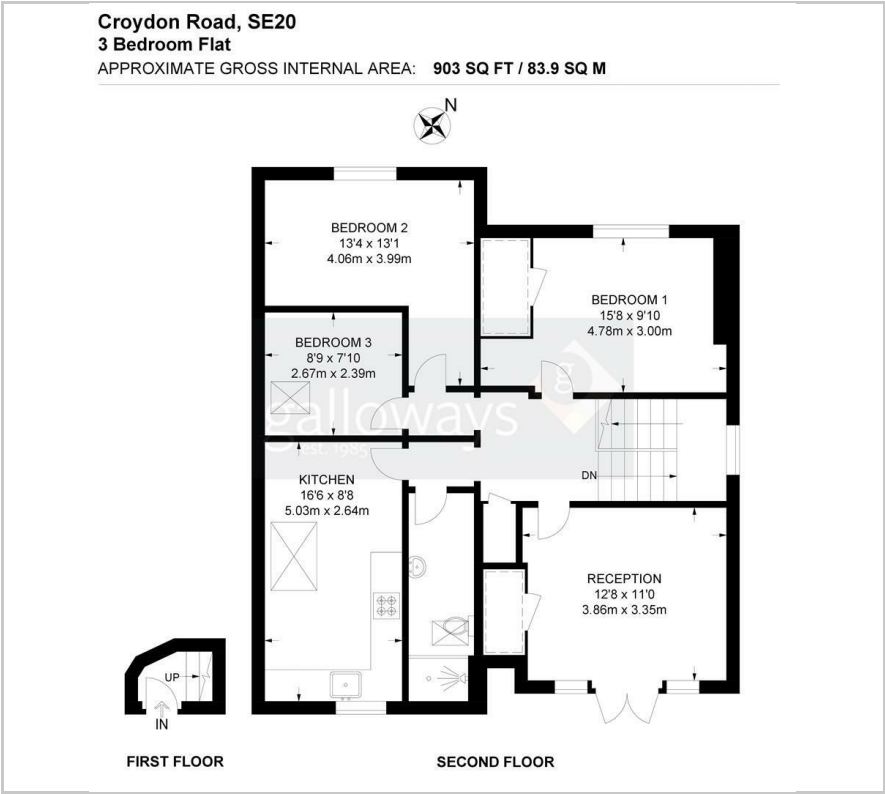 Croydon Road, SE20
3 Bedroom Flat
APPROXIMATE GROSS INTERNAL AREA: 903 SQ FT / 83.9 SQ M
N
BEDROOM 2
13'4 x 13'1
4.06m x 3.99m
BEDROOM 1
15'8 x 9'10
4.78m x 3.00m
BEDROOM 3
8'9 x 7'10
2.67m x 2.39m
gg
galloways
est. 1985
DN
KITCHEN
16'6 x 8'8
5.03m x 2.64m
RECEPTION
12'8 x 11'0
3.86m x 3.35m
UP
IN
FIRST FLOOR
SECOND FLOOR